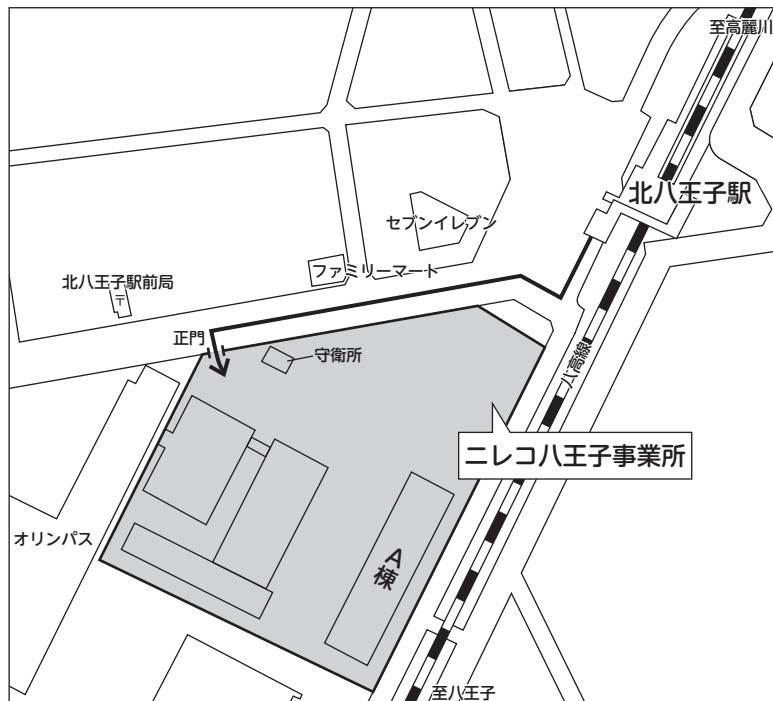 至高麗川
北八王子駅
セブンイレブン
ファミリーマート
北八王子駅前局
〒
正門
守衛所
八高線
ニレコ八王子事業所
オリンパス
A棟
至八王子